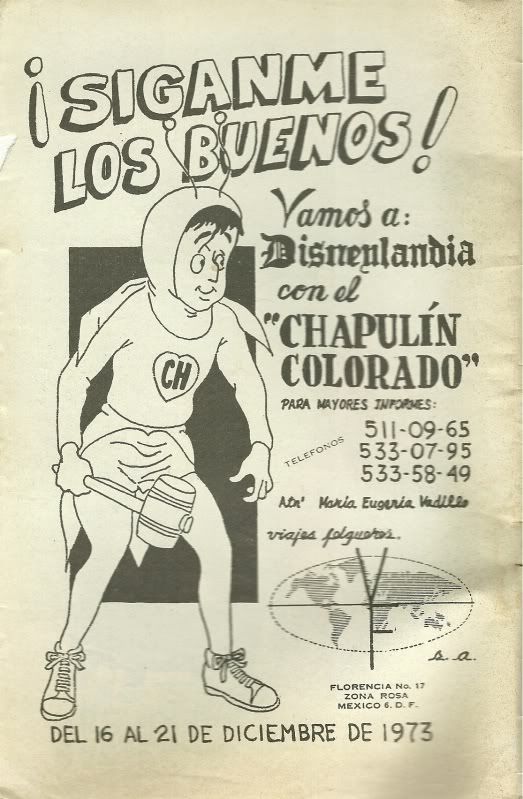 ¡SIGANME
LOS BUENOS!
Vamos a:
Disneylandia
con el
"CHAPULÍN
COLORADO"
PARA MAYORES INFORMES:
TELEFONOS
511-09-65
533-07-95
533-58-49
Atn' María Eugenia Vadillo
viajes felgueres.
CH
s. a.
FLORENCIA No. 17
ZONA ROSA
MEXICO 6. D. F.
DEL 16 AL 21 DE DICIEMBRE DE 1973